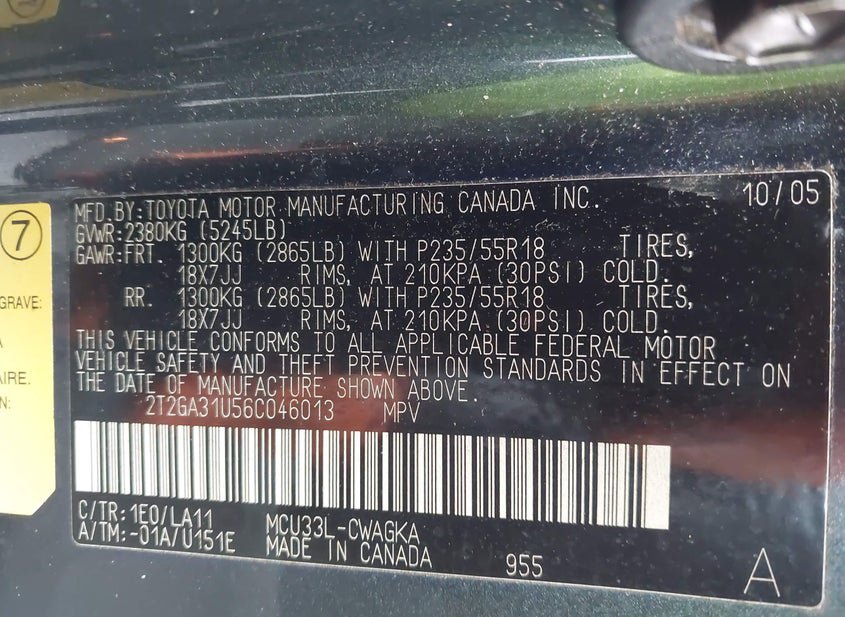 10/05
MFD.BY:TOYOTA MOTOR MANUFACTURING CANADA INC.
GVWR:2380KG (5245LB)
GAWR:FRT. 1300KG (2865LB) WITH P235/55R18 TIRES,
18X7JJ RIMS, AT 210KPA (30PSI) COLD.
RR. 1300KG (2865LB) WITH P235/55R18 TIRES,
18X7JJ RIMS, AT 210KPA (30PSI) COLD.
THIS VEHICLE CONFORMS TO ALL APPLICABLE FEDERAL MOTOR
VEHICLE SAFETY AND THEFT PREVENTION STANDARDS IN EFFECT ON
THE DATE OF MANUFACTURE SHOWN ABOVE.
2T2GA31U56C046013 MPV
C/TR:1E0/LA11 MCU33L-CWAGKA
A/TM:-01A/U151E MADE IN CANADA 955 A
7
GRAVE:
AIRE.
N: